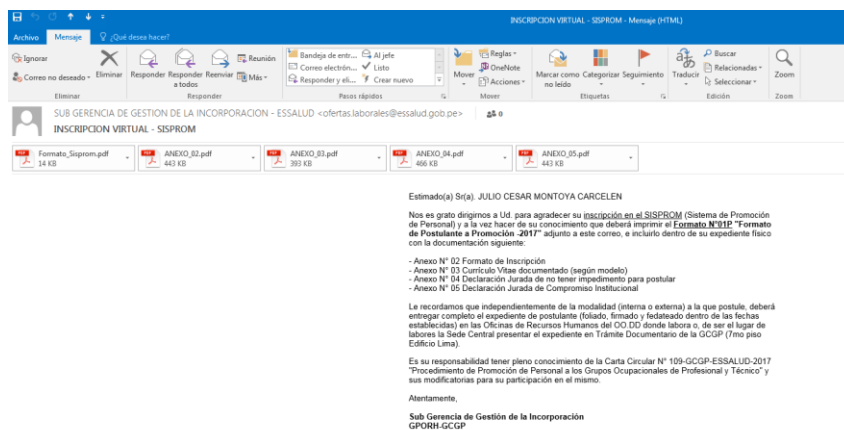 INSCRIPCION VIRTUAL - SISPROM - Mensaje (HTML)
Archivo Mensaje ¿Qué desea hacer?
Ignorar
Correo no deseado
Eliminar
Responder Responder a todos Reenviar
Reunión
Más
Bandeja de entr... Al jefe
Correo electrón... Listo
Responder y eli... Crear nuevo
Mover
Reglas
OneNote
Acciones
Marcar como no leído
Categorizar Seguimiento
Traducir
Buscar
Relacionadas
Seleccionar
Zoom
Eliminar Responder Pasos rápidos Mover Etiquetas Edición Zoom
SUB GERENCIA DE GESTION DE LA INCORPORACION - ESSALUD <ofertas.laborales@essalud.gob.pe> 0
INSCRIPCION VIRTUAL - SISPROM
Formato_Sisprom.pdf
14 KB
ANEXO_02.pdf
443 KB
ANEXO_03.pdf
393 KB
ANEXO_04.pdf
466 KB
ANEXO_05.pdf
443 KB
Estimado(a) Sr(a). JULIO CESAR MONTOYA CARCELEN
Nos es grato dirigirnos a Ud. para agradecer su inscripción en el SISPROM (Sistema de Promoción
de Personal) y a la vez hacer de su conocimiento que deberá imprimir el Formato N°01P "Formato
de Postulante a Promoción -2017" adjunto a este correo, e incluirlo dentro de su expediente físico
con la documentación siguiente:
- Anexo N° 02 Formato de Inscripción
- Anexo N° 03 Currículo Vitae documentado (según modelo)
- Anexo N° 04 Declaración Jurada de no tener impedimento para postular
- Anexo N° 05 Declaración Jurada de Compromiso Institucional
Le recordamos que independientemente de la modalidad (interna o externa) a la que postule, deberá
entregar completo el expediente de postulante (foliado, firmado y fedateado dentro de las fechas
establecidas) en las Oficinas de Recursos Humanos del OO.DD donde labora o, de ser el lugar de
labores la Sede Central presentar el expediente en Trámite Documentario de la GCGP (7mo piso
Edificio Lima).
Es su responsabilidad tener pleno conocimiento de la Carta Circular N° 109-GCGP-ESSALUD-2017
"Procedimiento de Promoción de Personal a los Grupos Ocupacionales de Profesional y Técnico" y
sus modificatorias para su participación en el mismo.
Atentamente,
Sub Gerencia de Gestión de la Incorporación
GPORH-GCGP